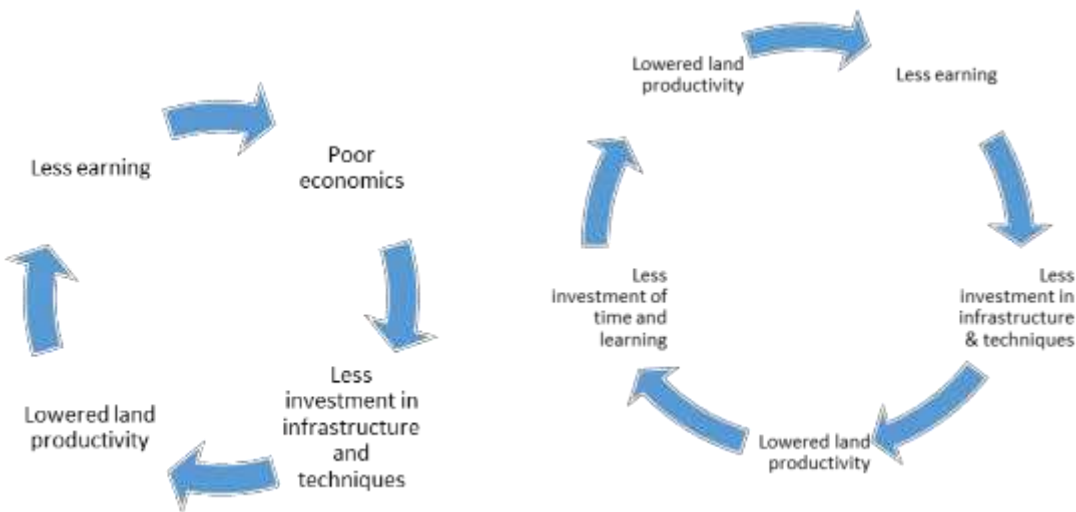 Less earning
Poor
economics
Less
investment in
infrastructure
and
techniques
Lowered land
productivity
Lowered land
productivity
Less earning
Less
investment in
infrastructure
& techniques
Lowered land
productivity
Less
investment of
time and
learning